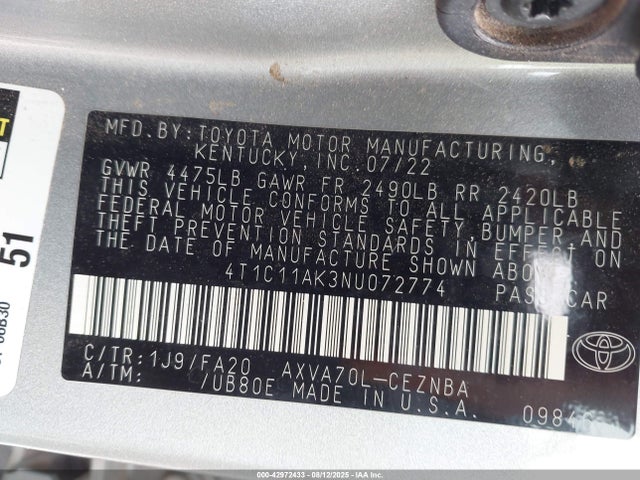 MFD.BY:TOYOTA MOTOR MANUFACTURING,
KENTUCKY,INC 07/22
GVWR 4475LB GAWR FR 2490LB RR 2420LB
THIS VEHICLE CONFORMS TO ALL APPLICABLE
FEDERAL MOTOR VEHICLE SAFETY,BUMPER,AND
THEFT PREVENTION STANDARDS IN EFFECT ON
THE DATE OF MANUFACTURE SHOWN ABOVE.
4T1C11AK3NU072774 PASS.CAR
C/TR:1J9/FA20 AXVA70L-CEZNBA
A/TM: /UB80E MADE IN U.S.A.
TOYOTA
51
000-42972433 - 08/12/2025 - IAA Inc.